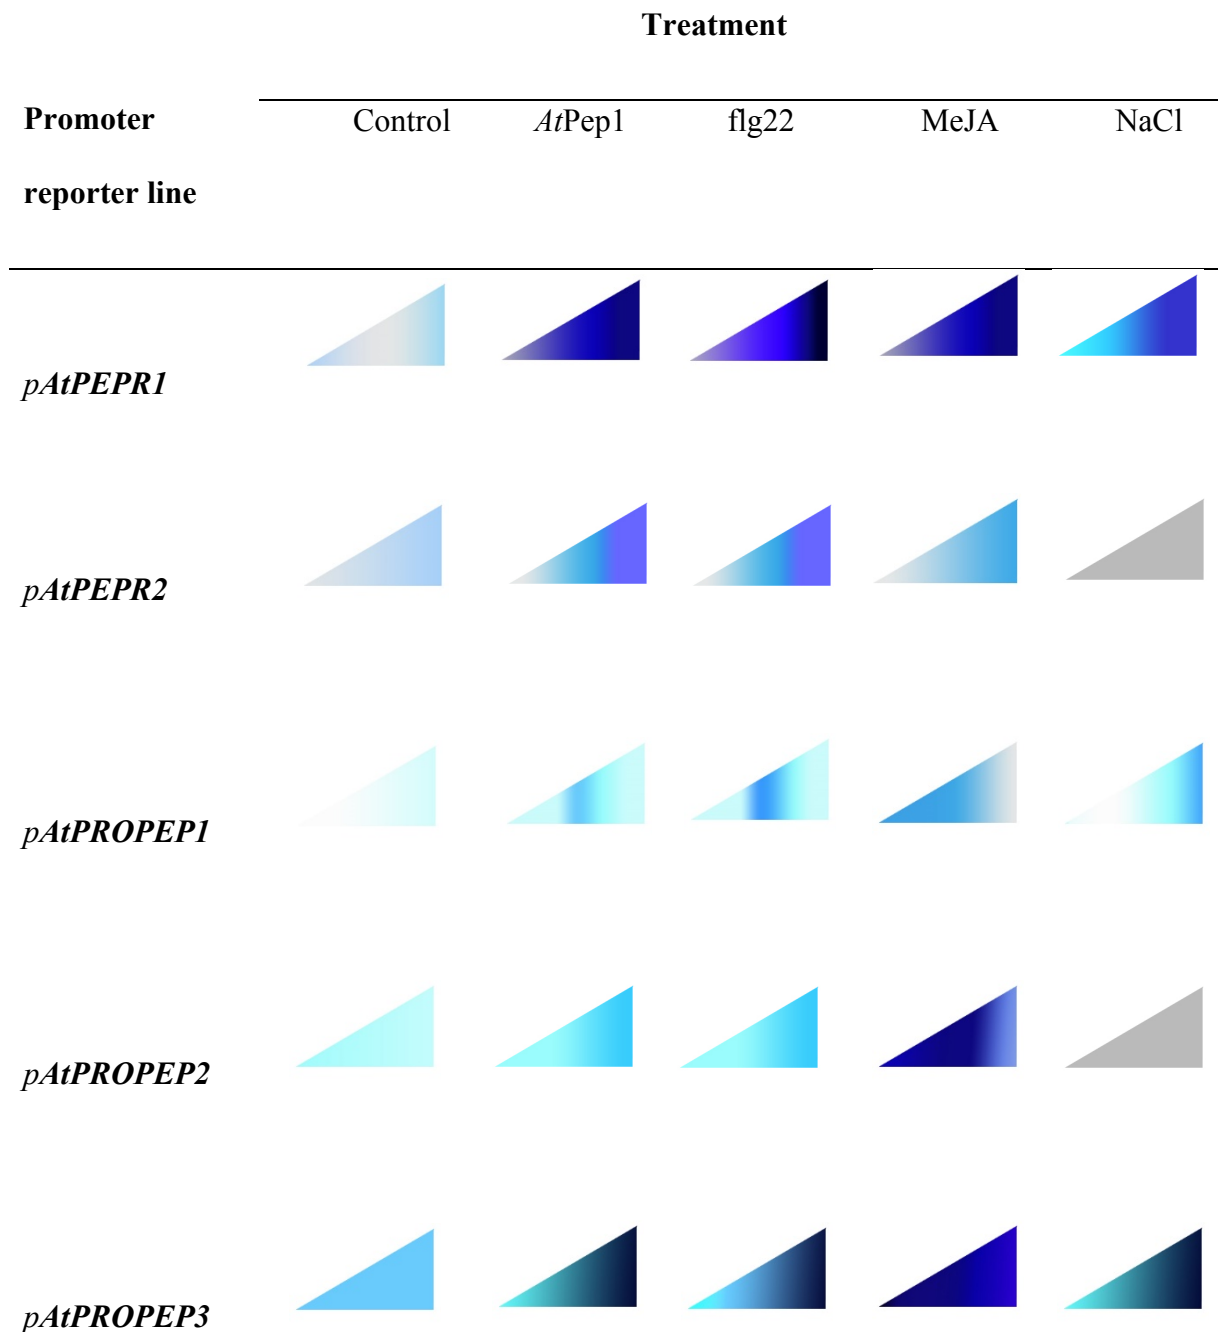 Treatment
Promoter Control AtPep1 flg22 MeJA NaCl
reporter line
pAtPEPR1
pAtPEPR2
pAtPROPEP1
pAtPROPEP2
pAtPROPEP3